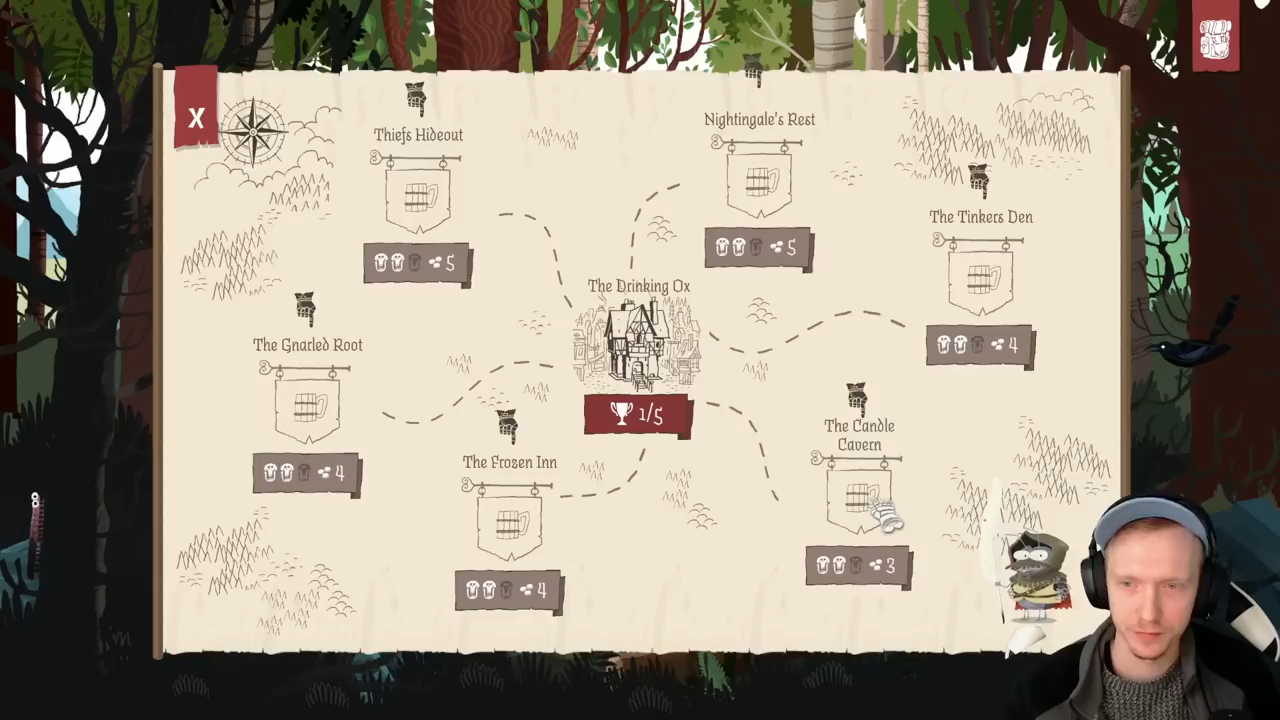 X
Thiefs Hideout
5
Nightingale's Rest
5
The Tinkers Den
4
The Drinking Ox
1/5
The Gnarled Root
4
The Frozen Inn
4
The Candle
Cavern
3